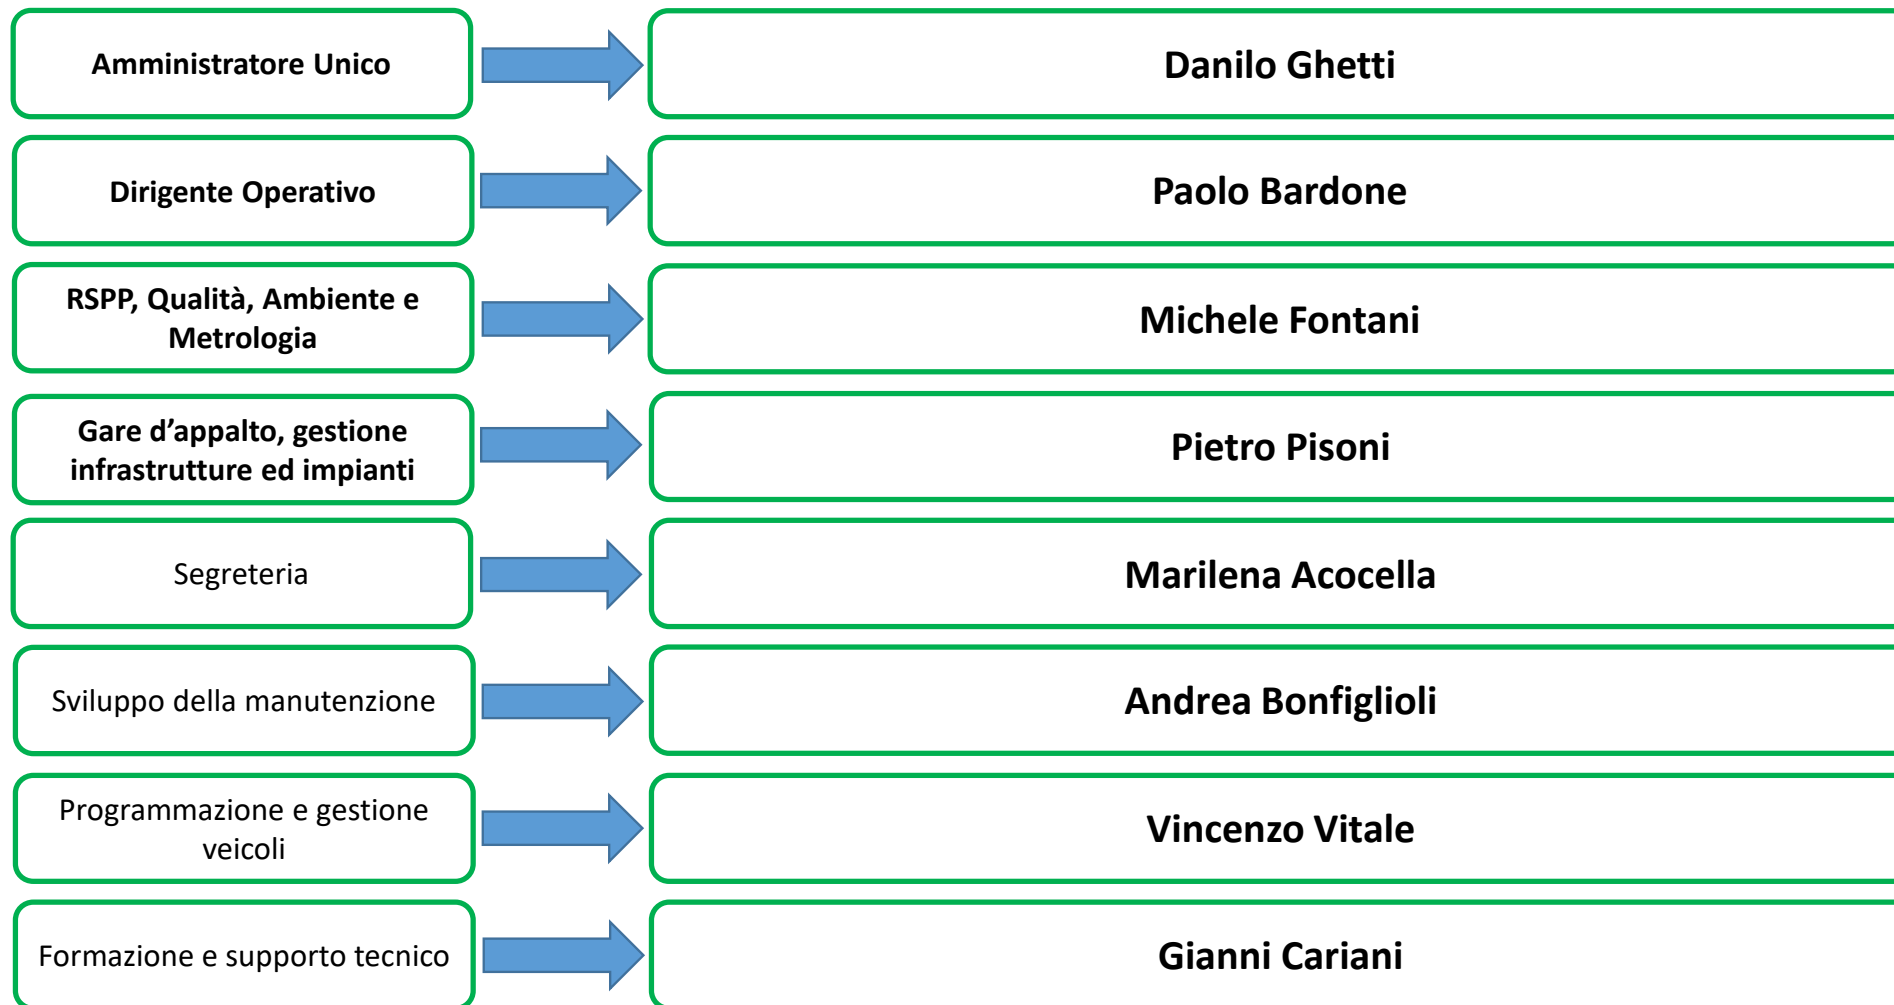 Amministratore Unico
Danilo Ghetti
Dirigente Operativo
Paolo Bardone
RSPP, Qualità, Ambiente e
Metrologia
Michele Fontani
Gare d’appalto, gestione
infrastrutture ed impianti
Pietro Pisoni
Segreteria
Marilena Acocella
Sviluppo della manutenzione
Andrea Bonfiglioli
Programmazione e gestione
veicoli
Vincenzo Vitale
Formazione e supporto tecnico
Gianni Cariani